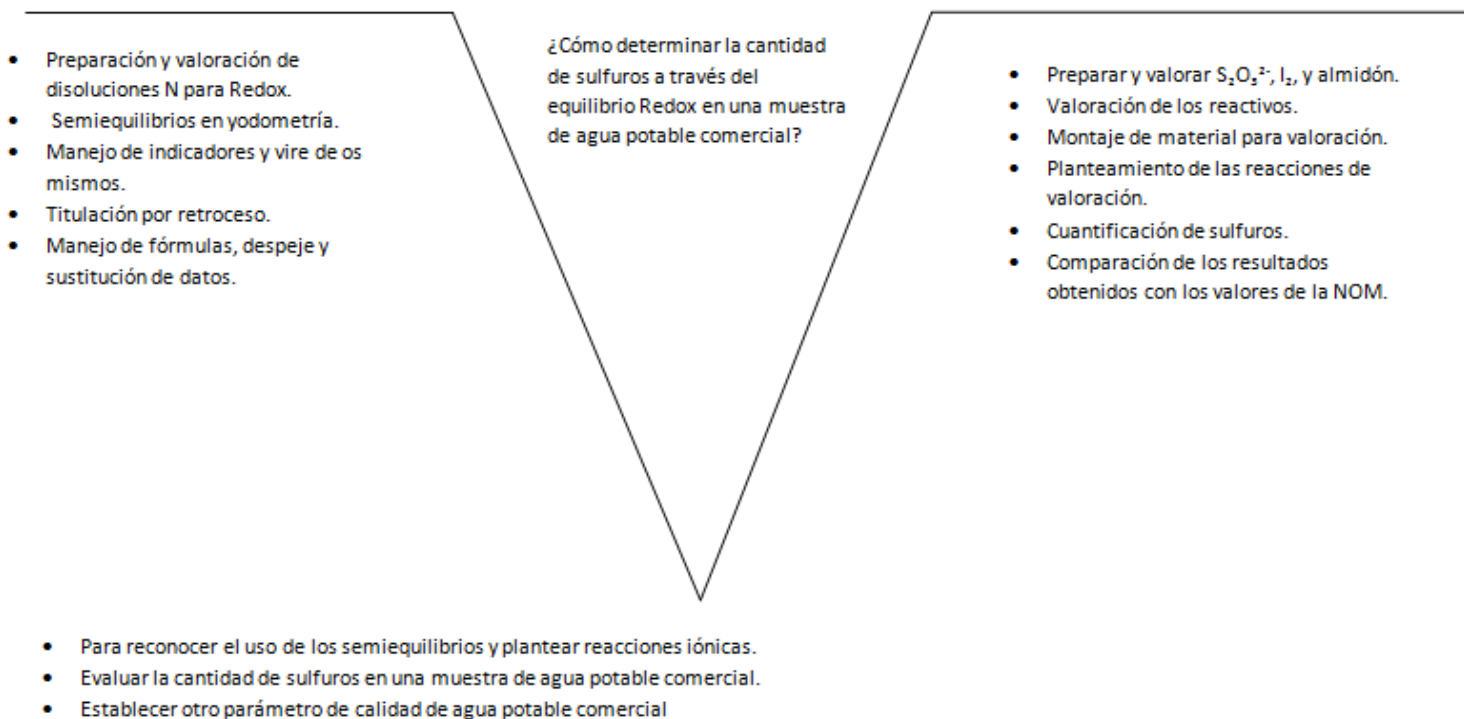 • Preparación y valoración de
disoluciones N para Redox.
• Semiequilibrios en yodometría.
• Manejo de indicadores y vire de os
mismos.
• Titulación por retroceso.
• Manejo de fórmulas, despeje y
sustitución de datos.
¿Cómo determinar la cantidad
de sulfuros a través del
equilibrio Redox en una muestra
de agua potable comercial?
• Preparar y valorar S₂O₃²⁻, I₂, y almidón.
• Valoración de los reactivos.
• Montaje de material para valoración.
• Planteamiento de las reacciones de
valoración.
• Cuantificación de sulfuros.
• Comparación de los resultados
obtenidos con los valores de la NOM.
• Para reconocer el uso de los semiequilibrios y plantear reacciones iónicas.
• Evaluar la cantidad de sulfuros en una muestra de agua potable comercial.
• Establecer otro parámetro de calidad de agua potable comercial